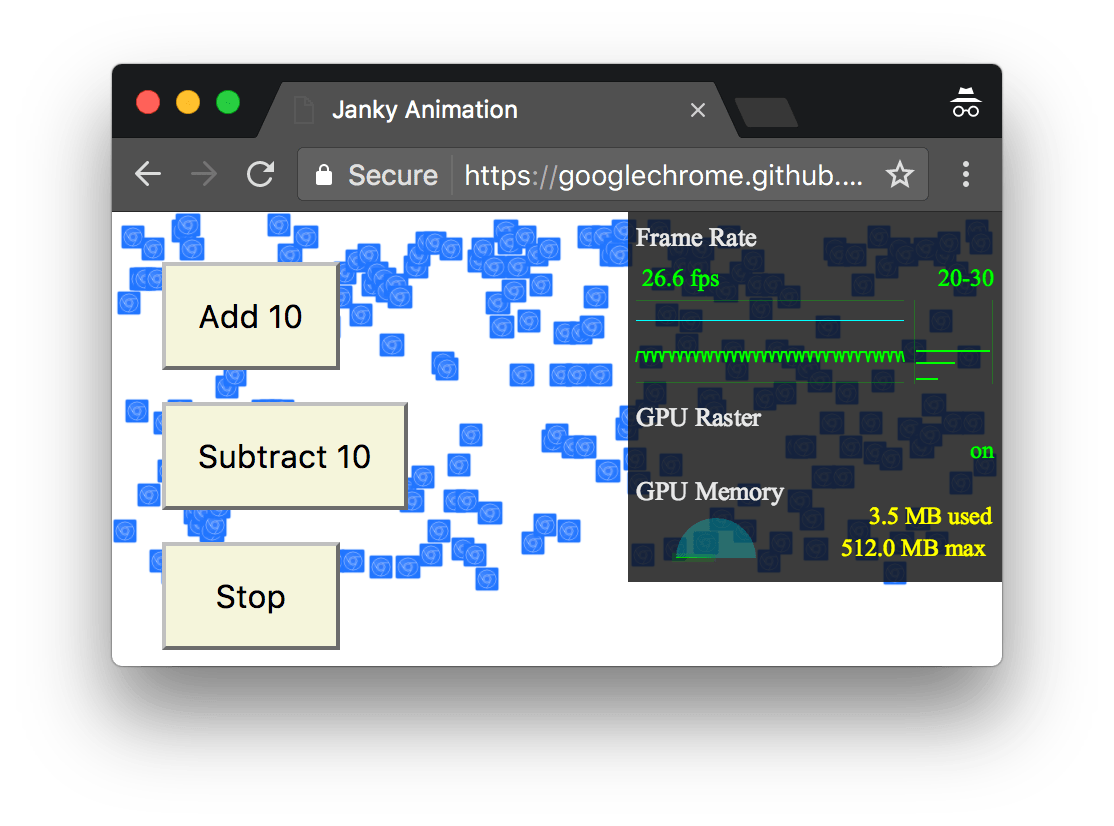 Janky Animation
Secure https://googlechrome.github....
Frame Rate
26.6 fps 20-30
Add 10
GPU Raster
on
Subtract 10
GPU Memory
3.5 MB used
512.0 MB max
Stop